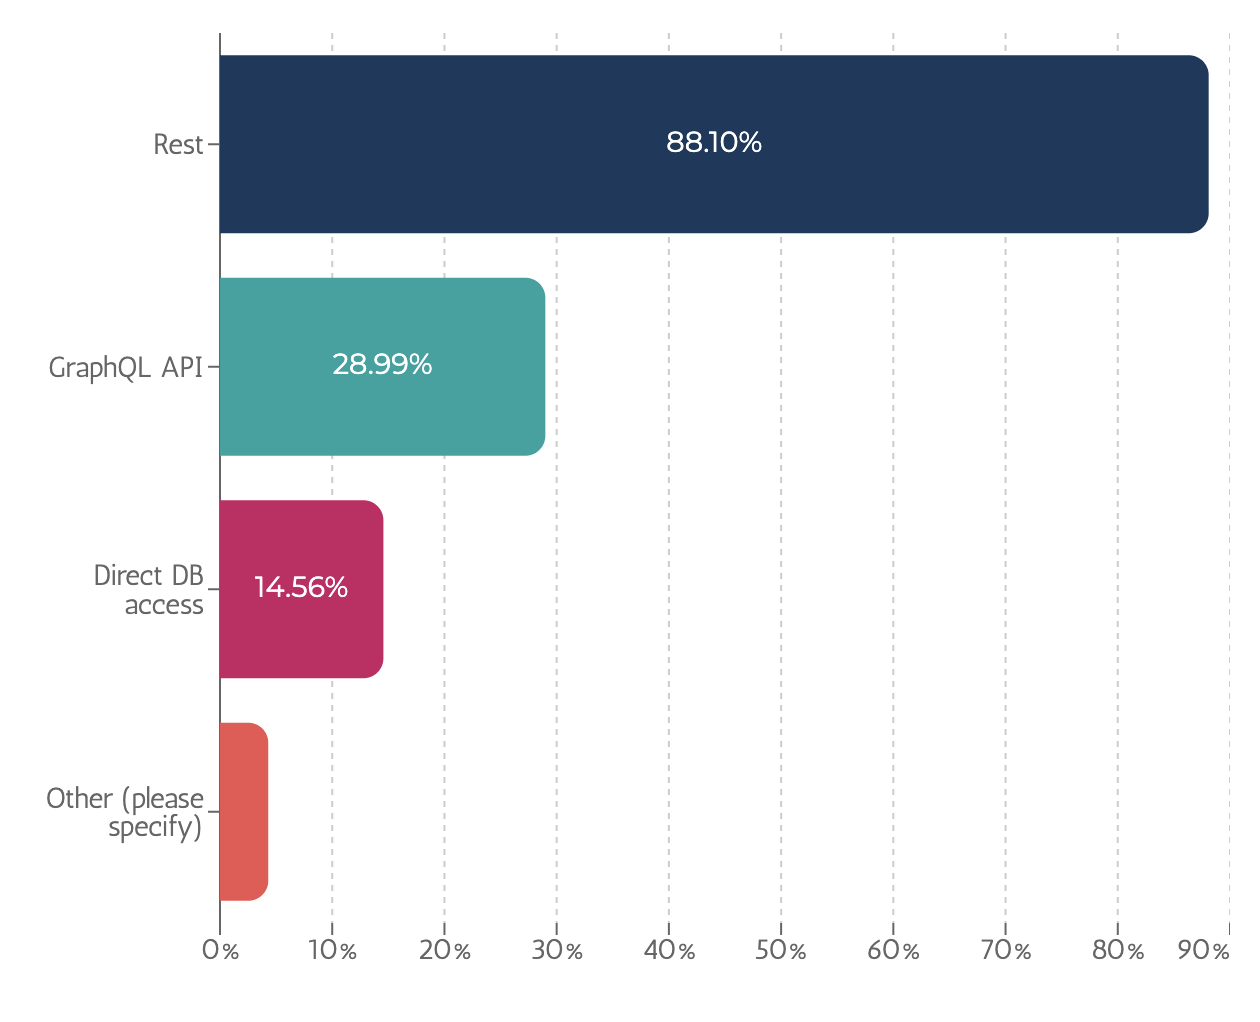 Rest
88.10%
GraphQL API
28.99%
Direct DB
access
14.56%
Other (please
specify)
0% 10% 20% 30% 40% 50% 60% 70% 80% 90%